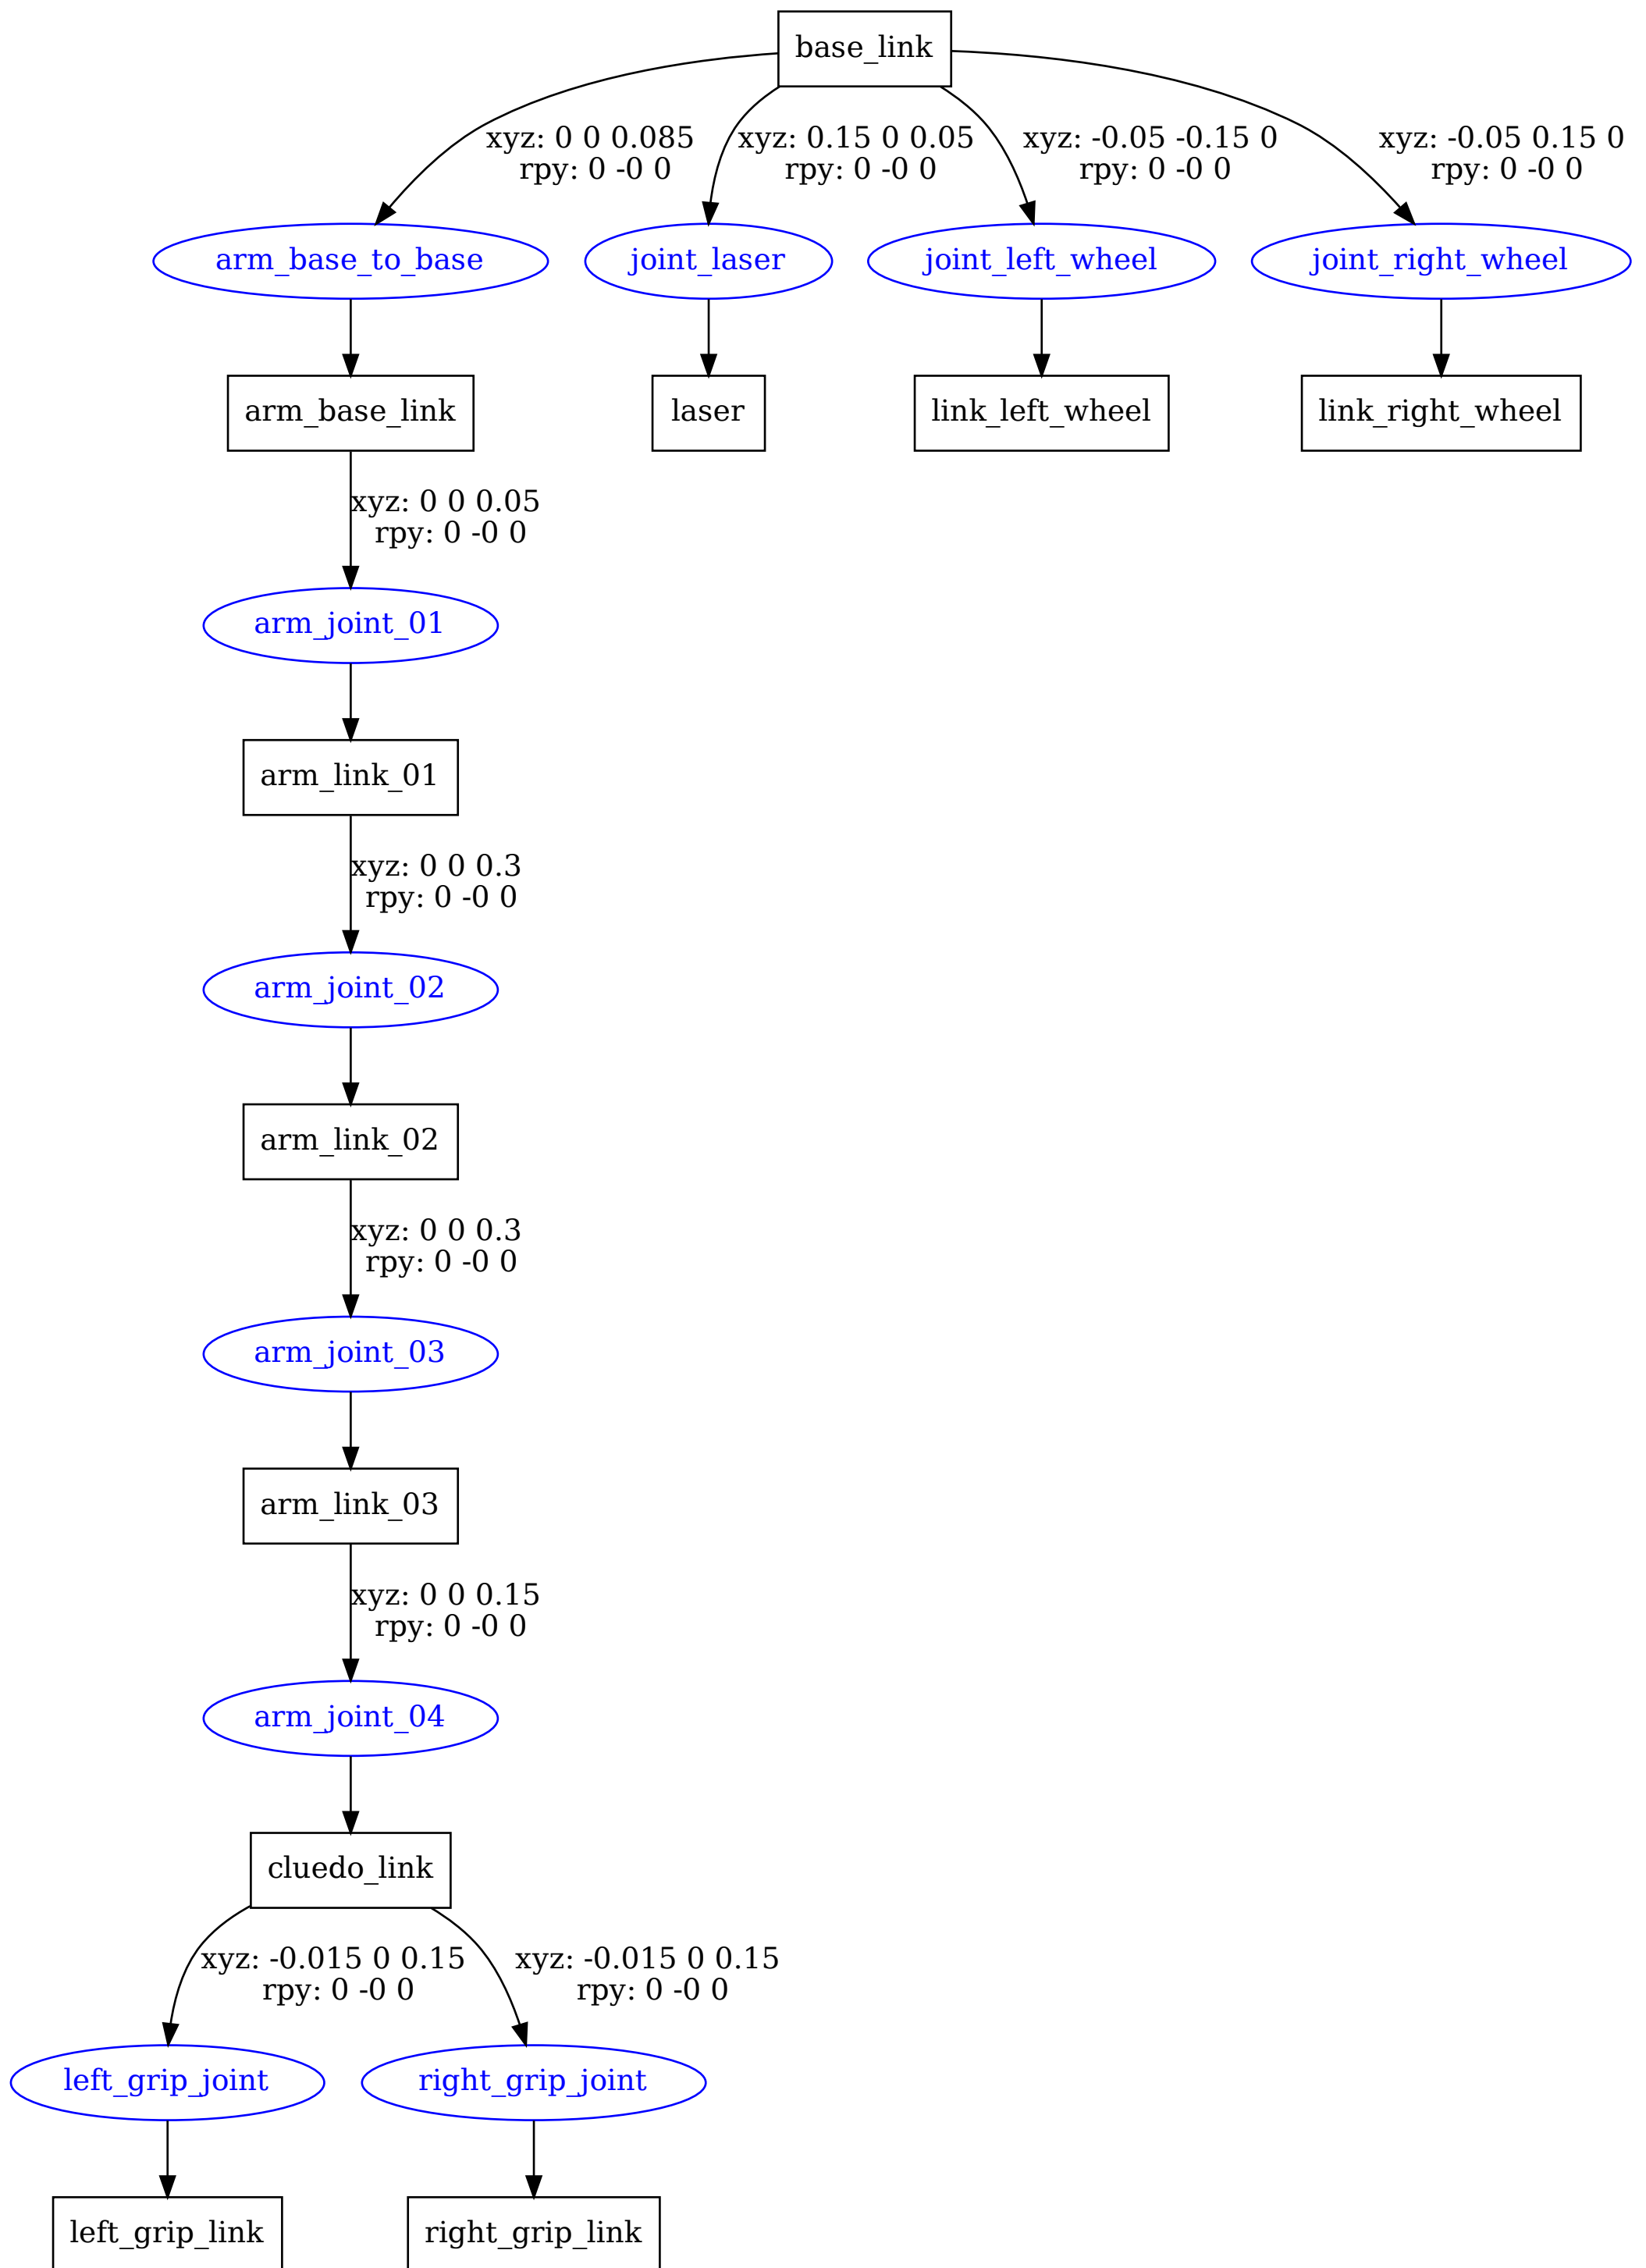 base_link
xyz: 0 0 0.085
rpy: 0 -0 0
xyz: 0.15 0 0.05
rpy: 0 -0 0
xyz: -0.05 -0.15 0
rpy: 0 -0 0
xyz: -0.05 0.15 0
rpy: 0 -0 0
arm_base_to_base
joint_laser
joint_left_wheel
joint_right_wheel
arm_base_link
laser
link_left_wheel
link_right_wheel
xyz: 0 0 0.05
rpy: 0 -0 0
arm_joint_01
arm_link_01
xyz: 0 0 0.3
rpy: 0 -0 0
arm_joint_02
arm_link_02
xyz: 0 0 0.3
rpy: 0 -0 0
arm_joint_03
arm_link_03
xyz: 0 0 0.15
rpy: 0 -0 0
arm_joint_04
cluedo_link
xyz: -0.015 0 0.15
rpy: 0 -0 0
xyz: -0.015 0 0.15
rpy: 0 -0 0
left_grip_joint
right_grip_joint
left_grip_link
right_grip_link